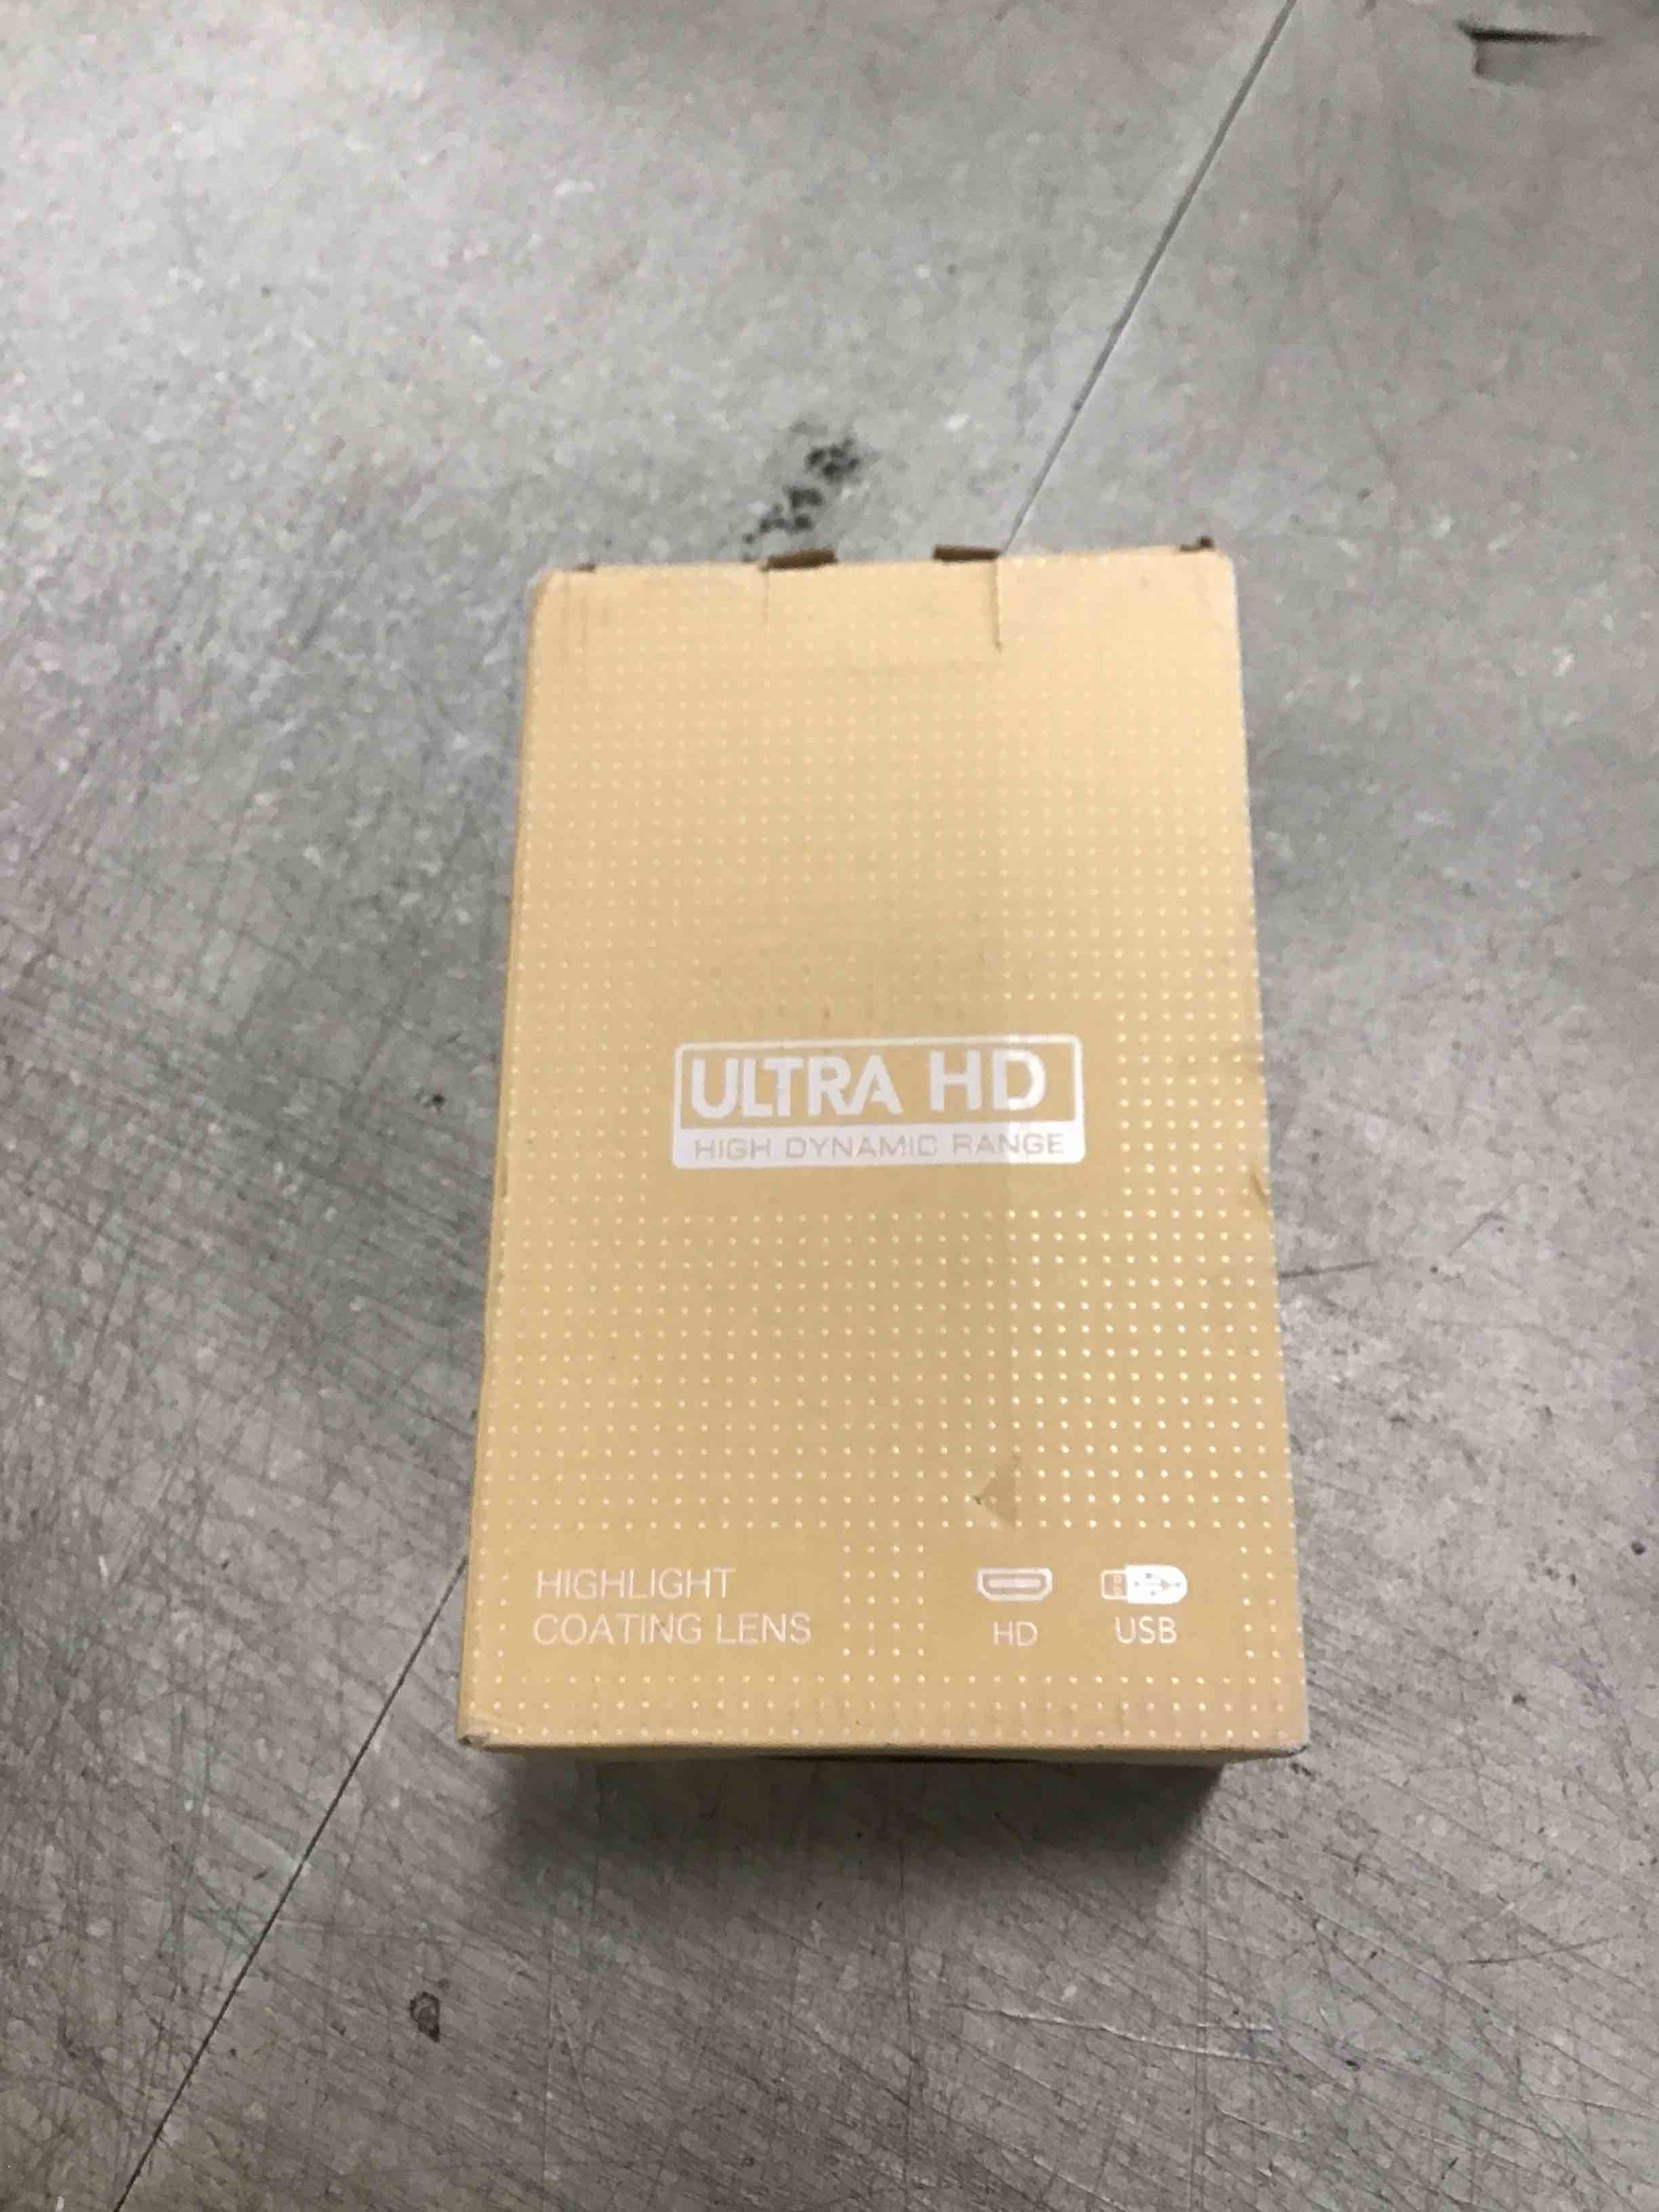 ULTRA HD
HIGH DYNAMIC RANGE
HIGHLIGHT
COATING LENS
HD
USB